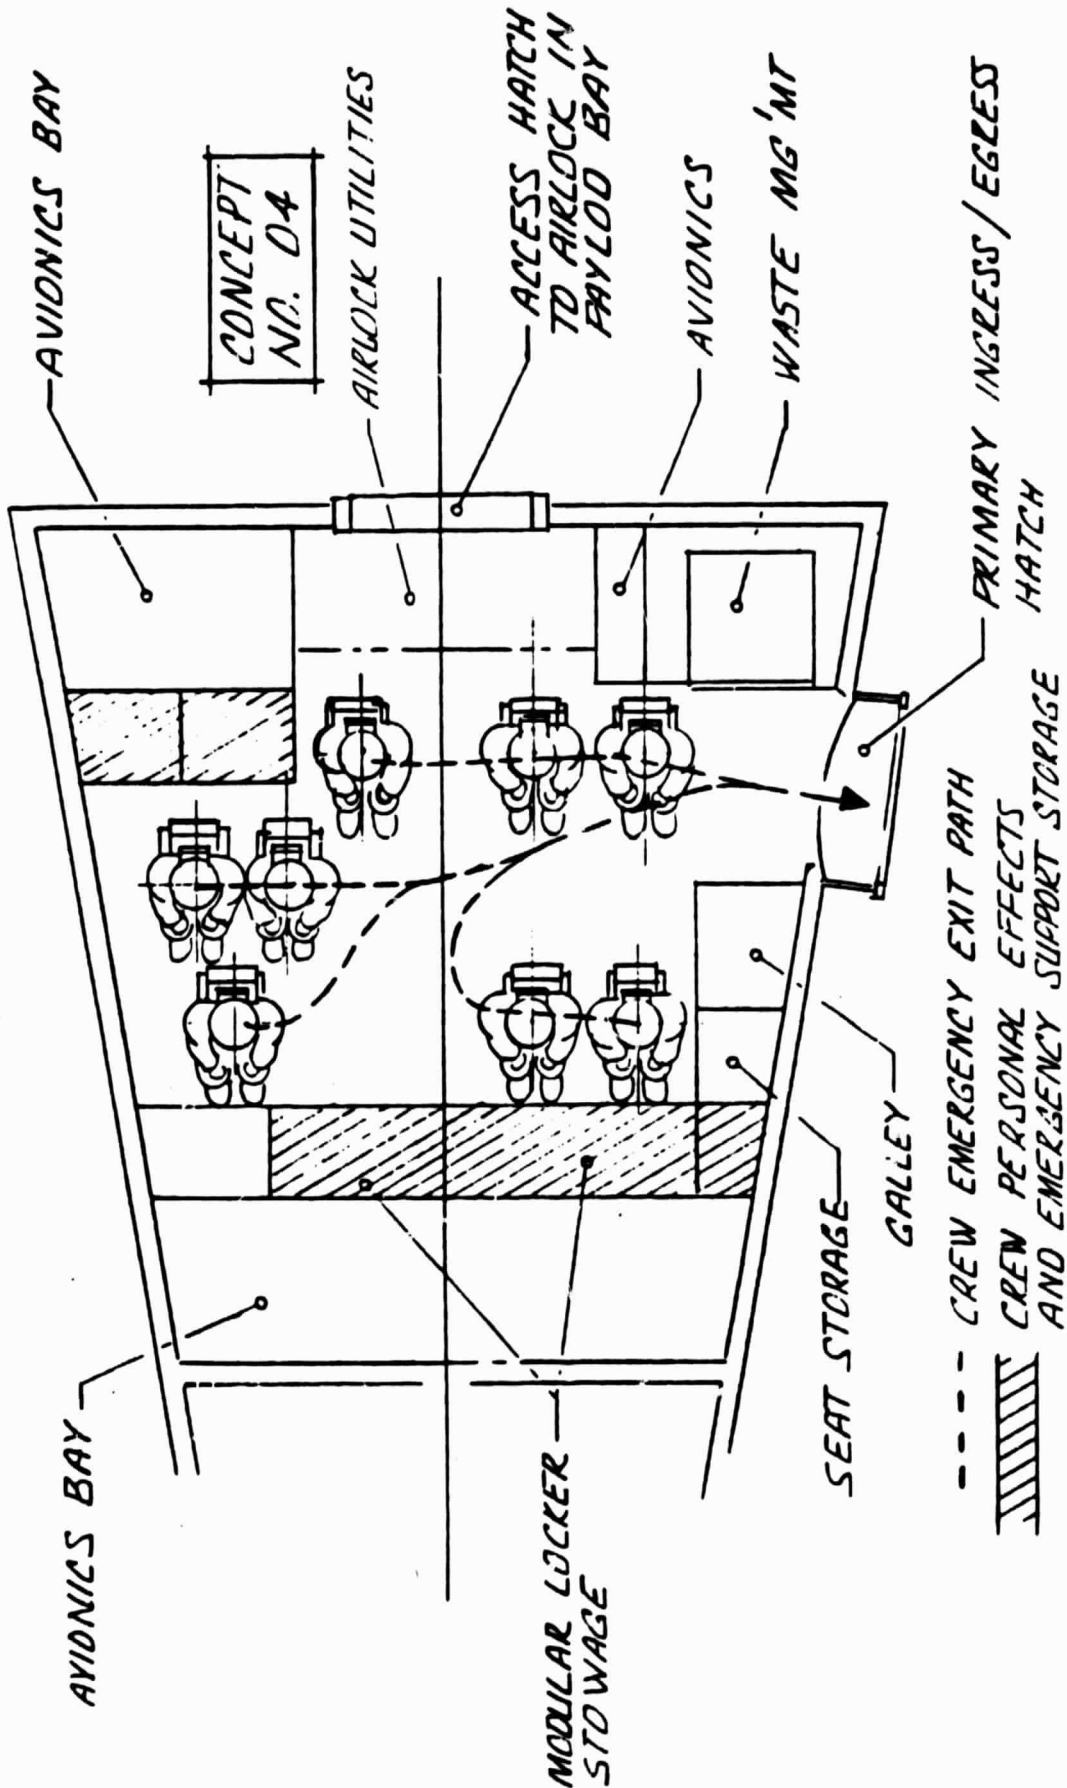 AVIONICS BAY
CONCEPT
NO. 04
AIRLOCK UTILITIES
ACCESS HATCH
TO AIRLOCK IN
PAYLOD BAY
AVIONICS
WASTE MG'MT
PRIMARY INGRESS/EGRESS
HATCH
AVIONICS BAY
MODULAR LOCKER
STOWAGE
SEAT STORAGE
GALLEY
CREW EMERGENCY EXIT PATH
CREW PERSONAL EFFECTS
AND EMERGENCY SUPPORT STORAGE